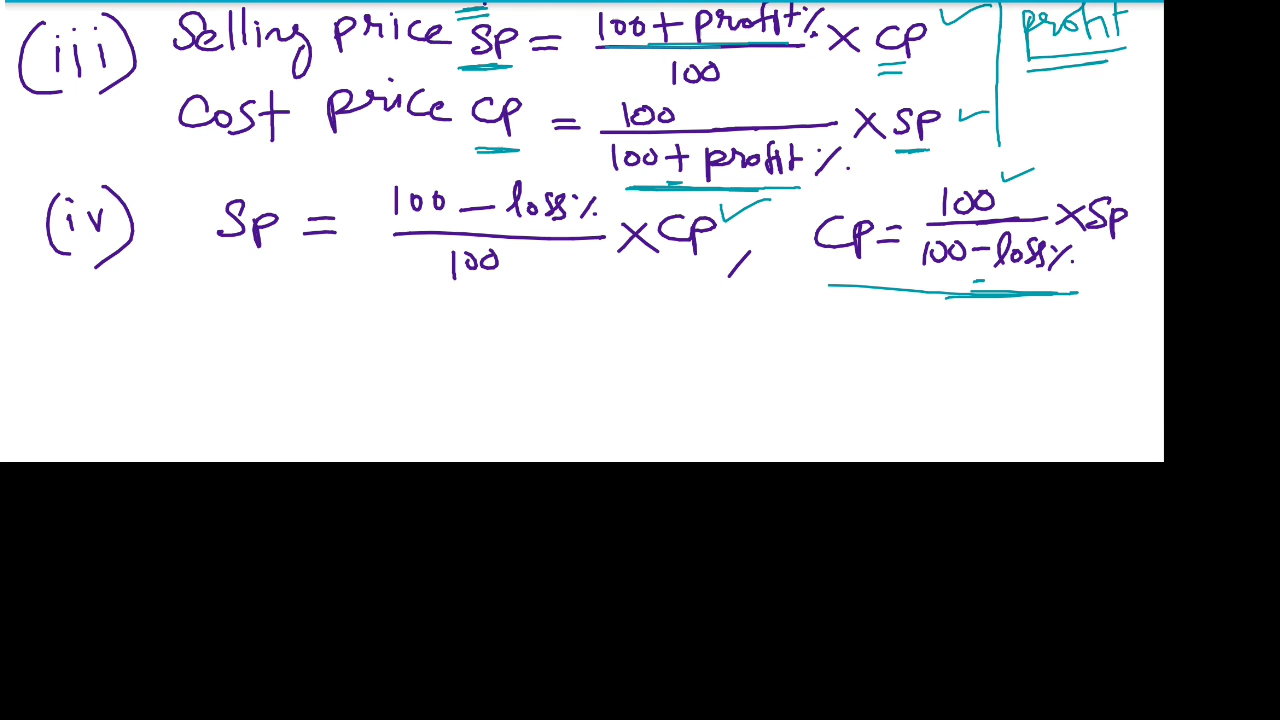 (iii) Selling price SP = (100 + profit%)/100 × CP ✓ | profit
Cost price CP = 100/(100 + profit%) × SP ✓
(iv) SP = (100 - loss%)/100 × CP ✓, CP = 100/(100 - loss%) × SP ✓